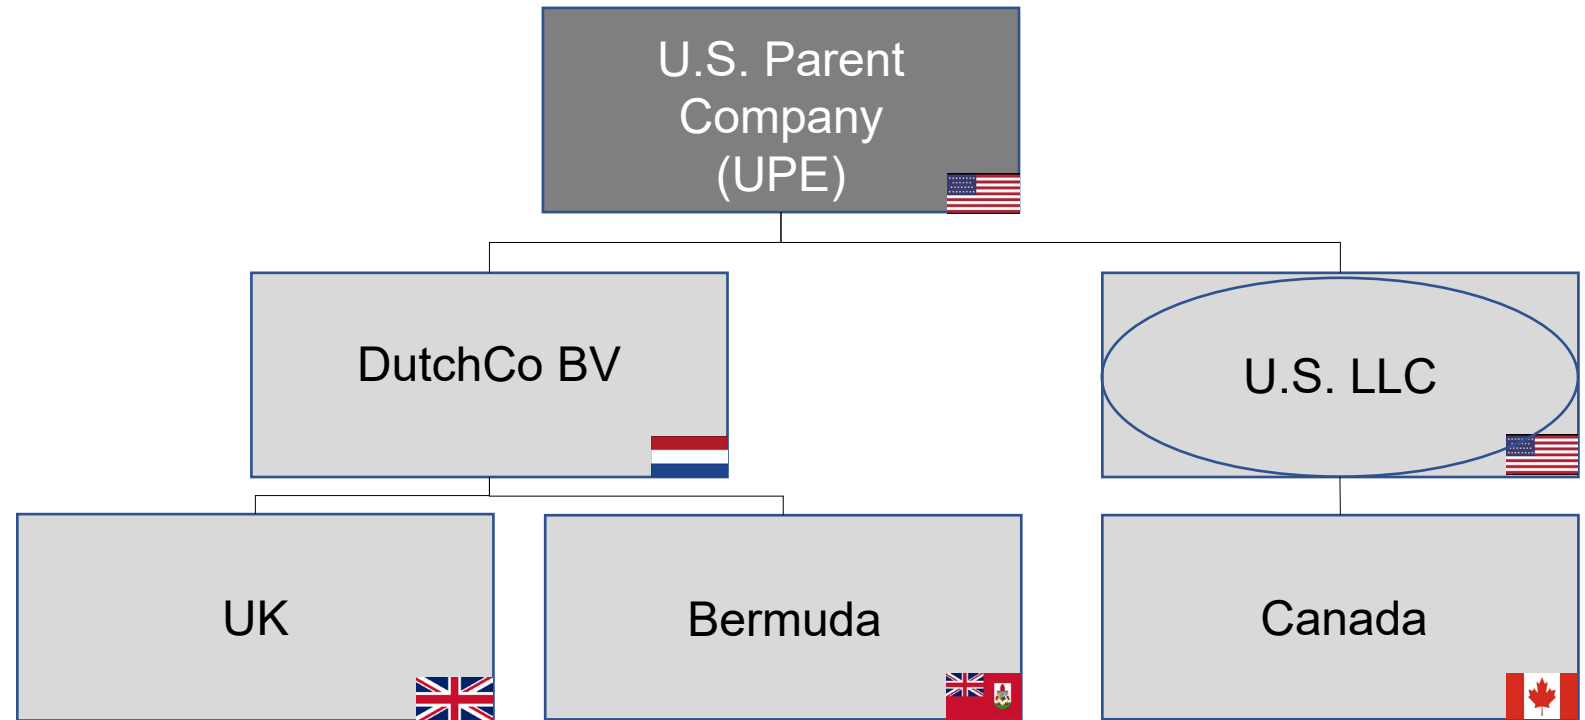 U.S. Parent
Company
(UPE)
DutchCo BV
U.S. LLC
UK
Bermuda
Canada